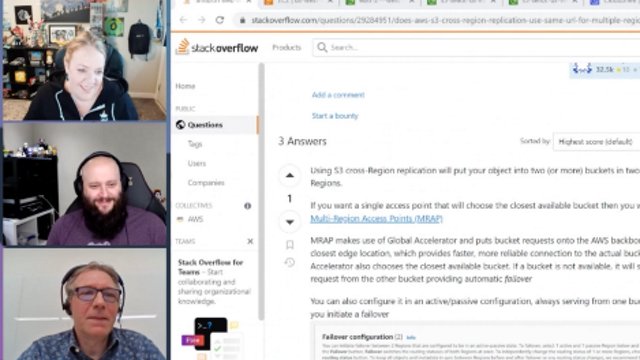 stackoverflow.com/questions/29284951/does-aws-s3-cross-region-replication-use-same-url-for-multiple-regi
stackoverflow
Products
Search...
32.5k
Home
PUBLIC
Questions
Tags
Users
Companies
COLLECTIVES
AWS
TEAMS
Stack Overflow for
Teams – Start
collaborating and
sharing organizational
knowledge.
Free
Add a comment
Start a bounty
3 Answers
Sorted by:
Highest score (default)
1
Using S3 cross-Region replication will put your object into two (or more) buckets in two
Regions.
If you want a single access point that will choose the closest available bucket then you w
Multi-Region Access Points (MRAP)
MRAP makes use of Global Accelerator and puts bucket requests onto the AWS backbo
closest edge location, which provides faster, more reliable connection to the actual buc
Accelerator also chooses the closest available bucket. If a bucket is not available, it will
request from the other bucket providing automatic failover
You can also configure it in an active/passive configuration, always serving from one bu
you initiate a failover
Failover configuration (2)
Info